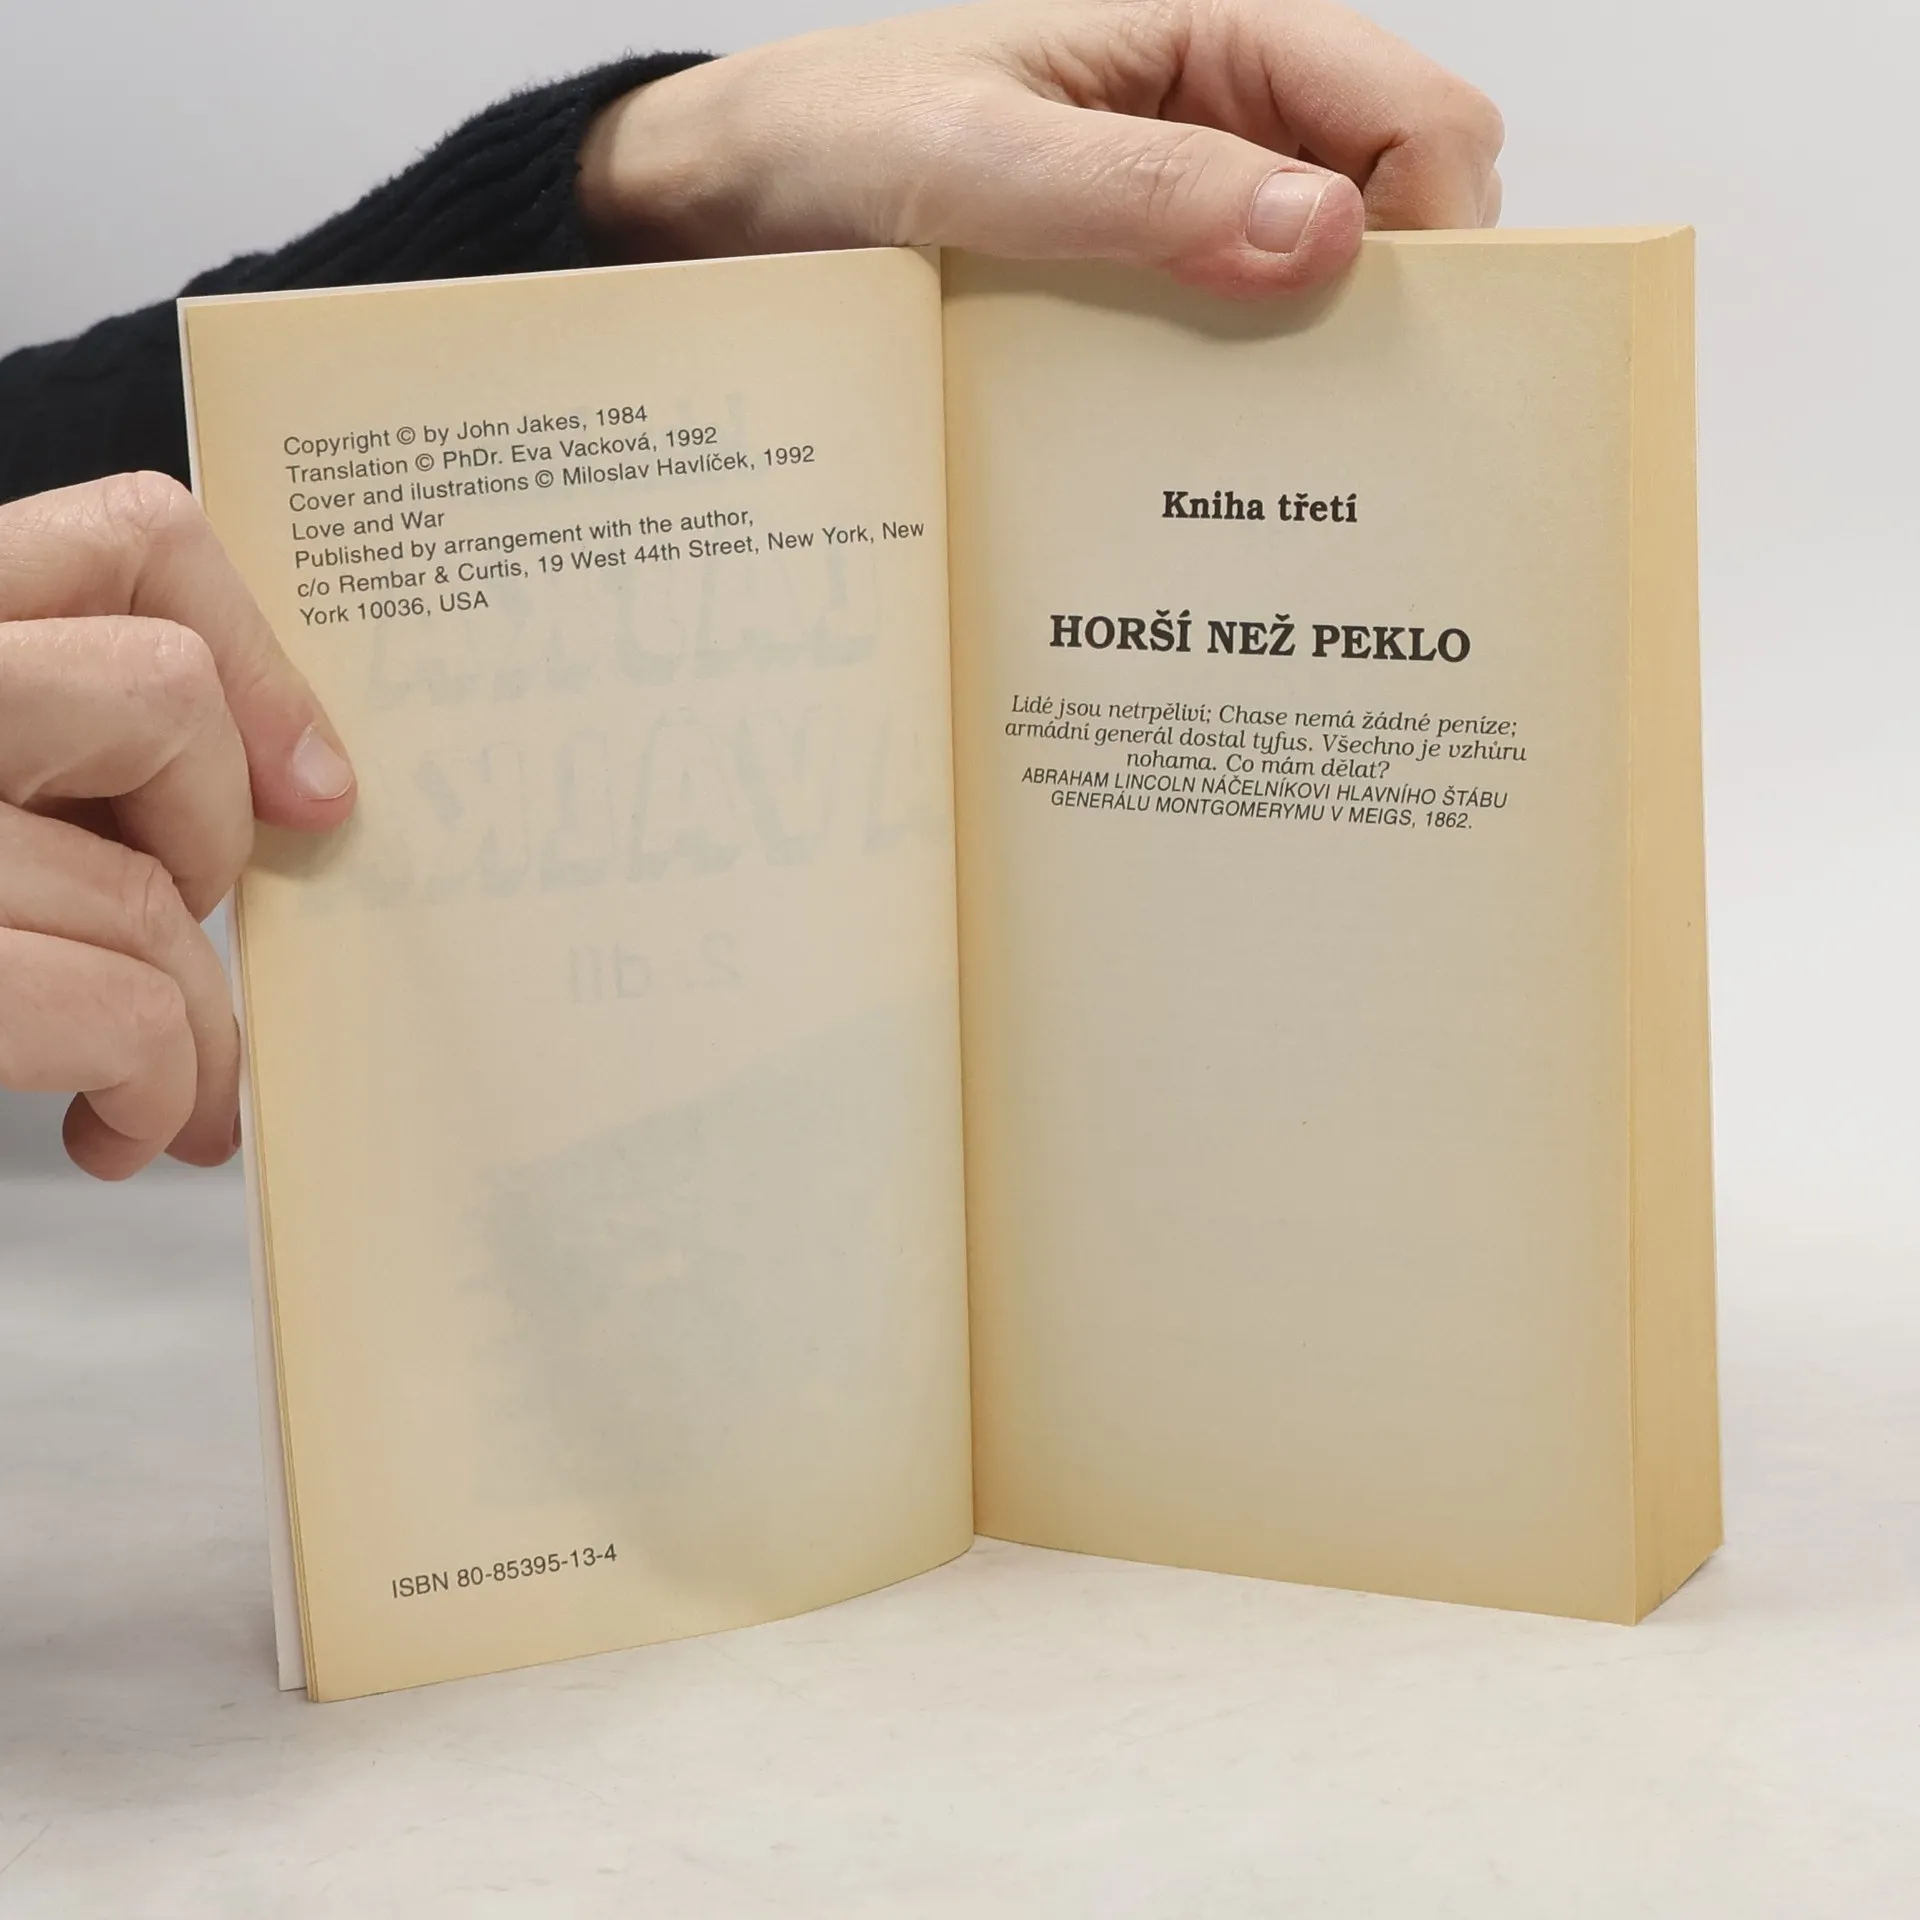 Copyright © by John Jakes, 1984
Translation © PhDr. Eva Vacková, 1992
Cover and ilustrations © Miloslav Havlíček, 1992
Love and War
Published by arrangement with the author,
c/o Rembar & Curtis, 19 West 44th Street, New York, New
York 10036, USA
2. díl
ISBN 80-85395-13-4
Kniha třetí
HORŠÍ NEŽ PEKLO
Lidé jsou netrpěliví; Chase nemá žádné peníze;
armádní generál dostal tyfus. Všechno je vzhůru
nohama. Co mám dělat?
ABRAHAM LINCOLN NÁČELNÍKOVI HLAVNÍHO ŠTÁBU
GENERÁLU MONTGOMERYMU V MEIGS, 1862.